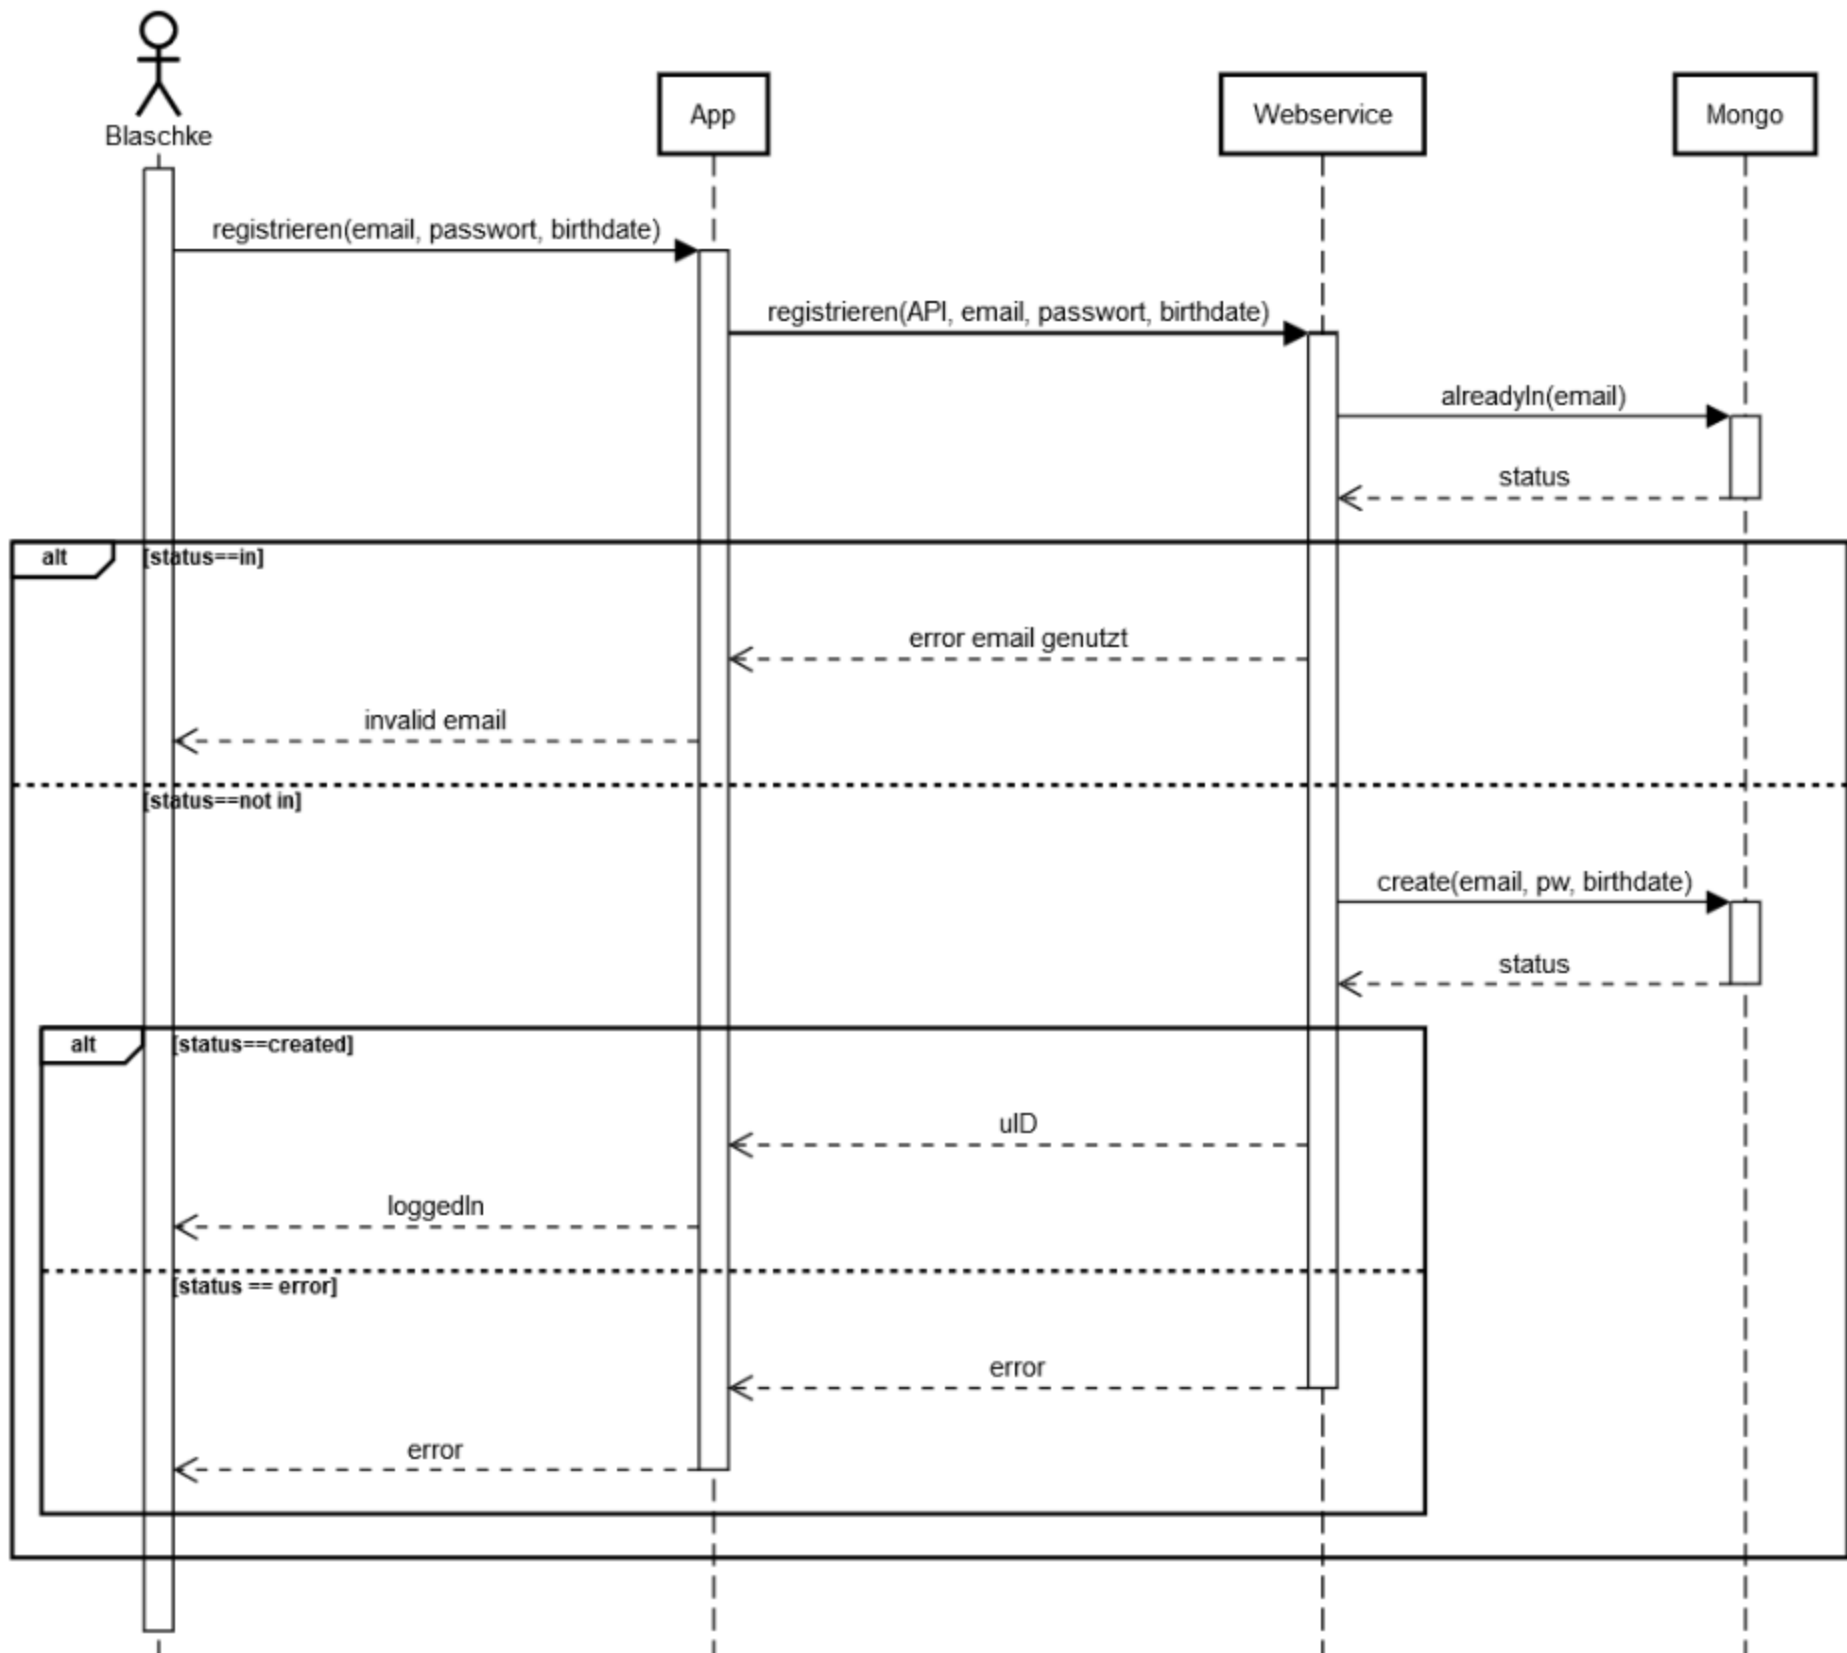 Blaschke
App
Webservice
Mongo
registrieren(email, passwort, birthdate)
registrieren(API, email, passwort, birthdate)
alreadyIn(email)
status
alt
[status==in]
error email genutzt
invalid email
[status==not in]
create(email, pw, birthdate)
status
alt
[status==created]
uID
loggedIn
[status == error]
error
error